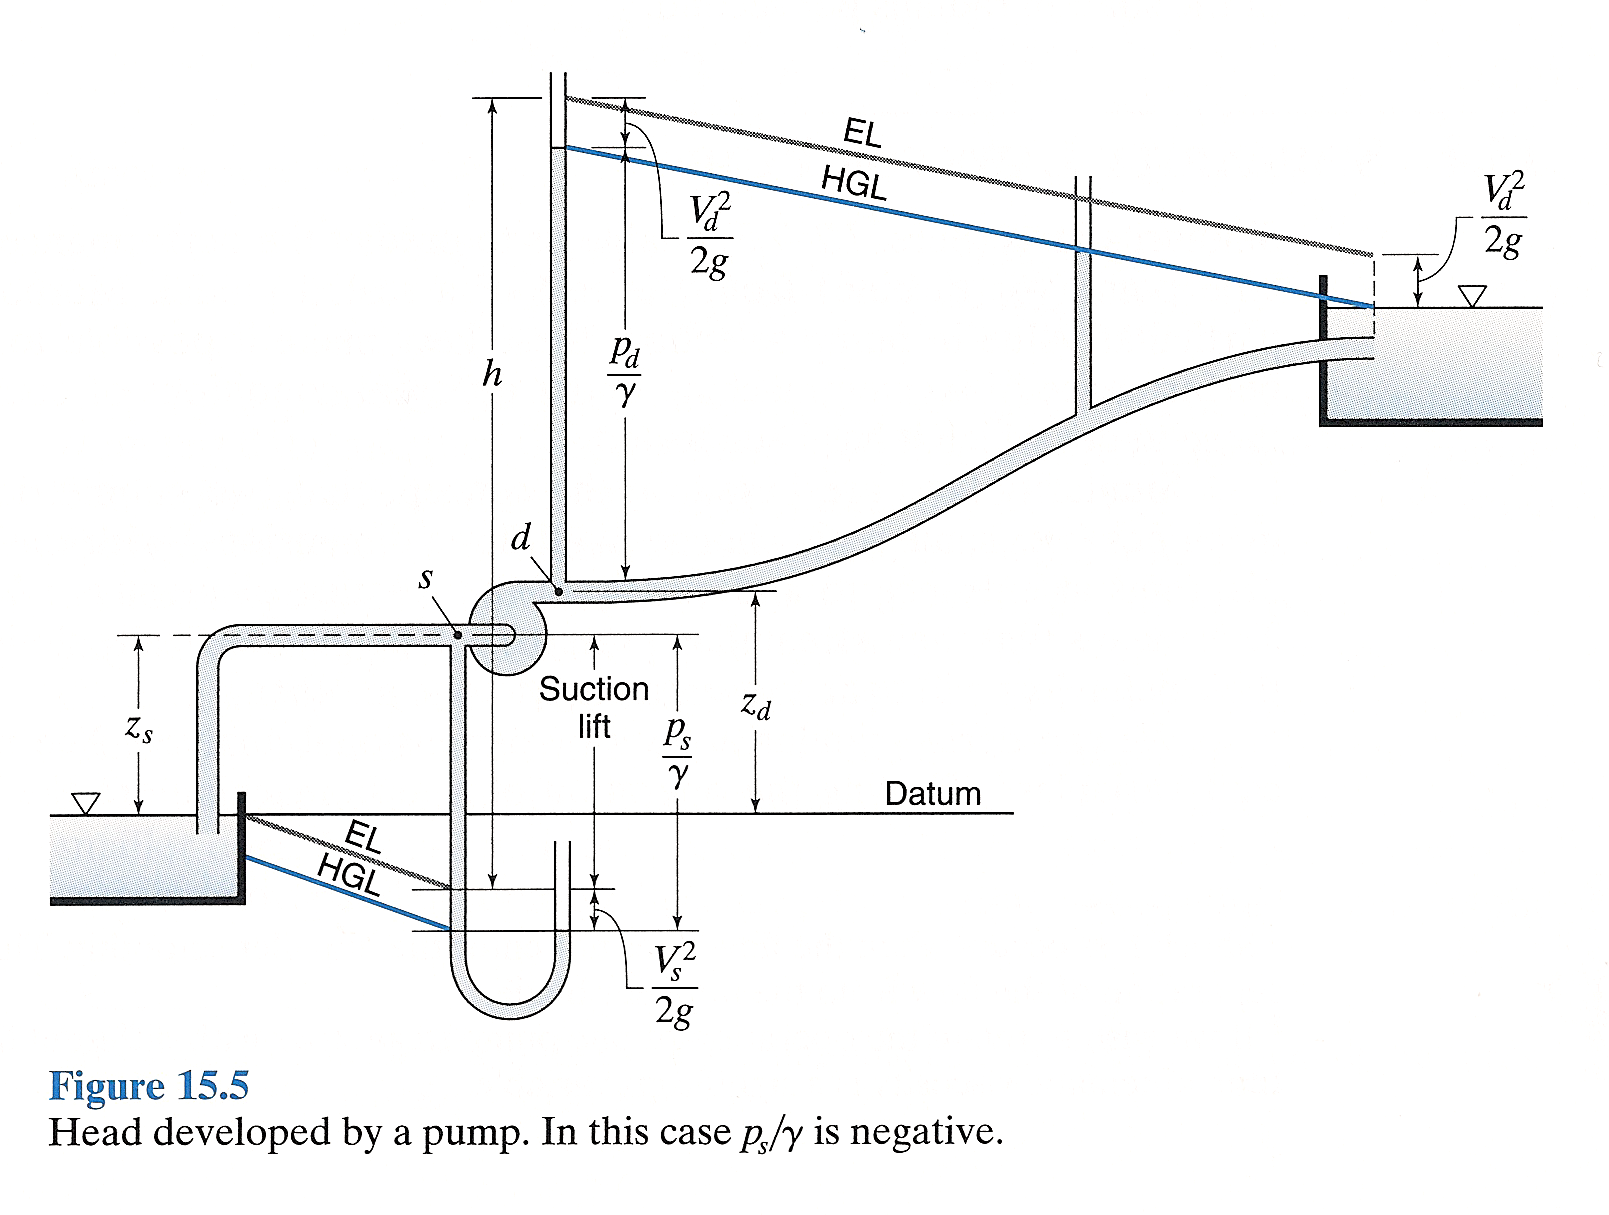 EL
HGL
V_d^2
2g
V_d^2
2g
h
p_d
γ
d
s
Suction
lift
z_s
p_s
γ
z_d
Datum
EL
HGL
V_s^2
2g
Figure 15.5
Head developed by a pump. In this case p_s/γ is negative.